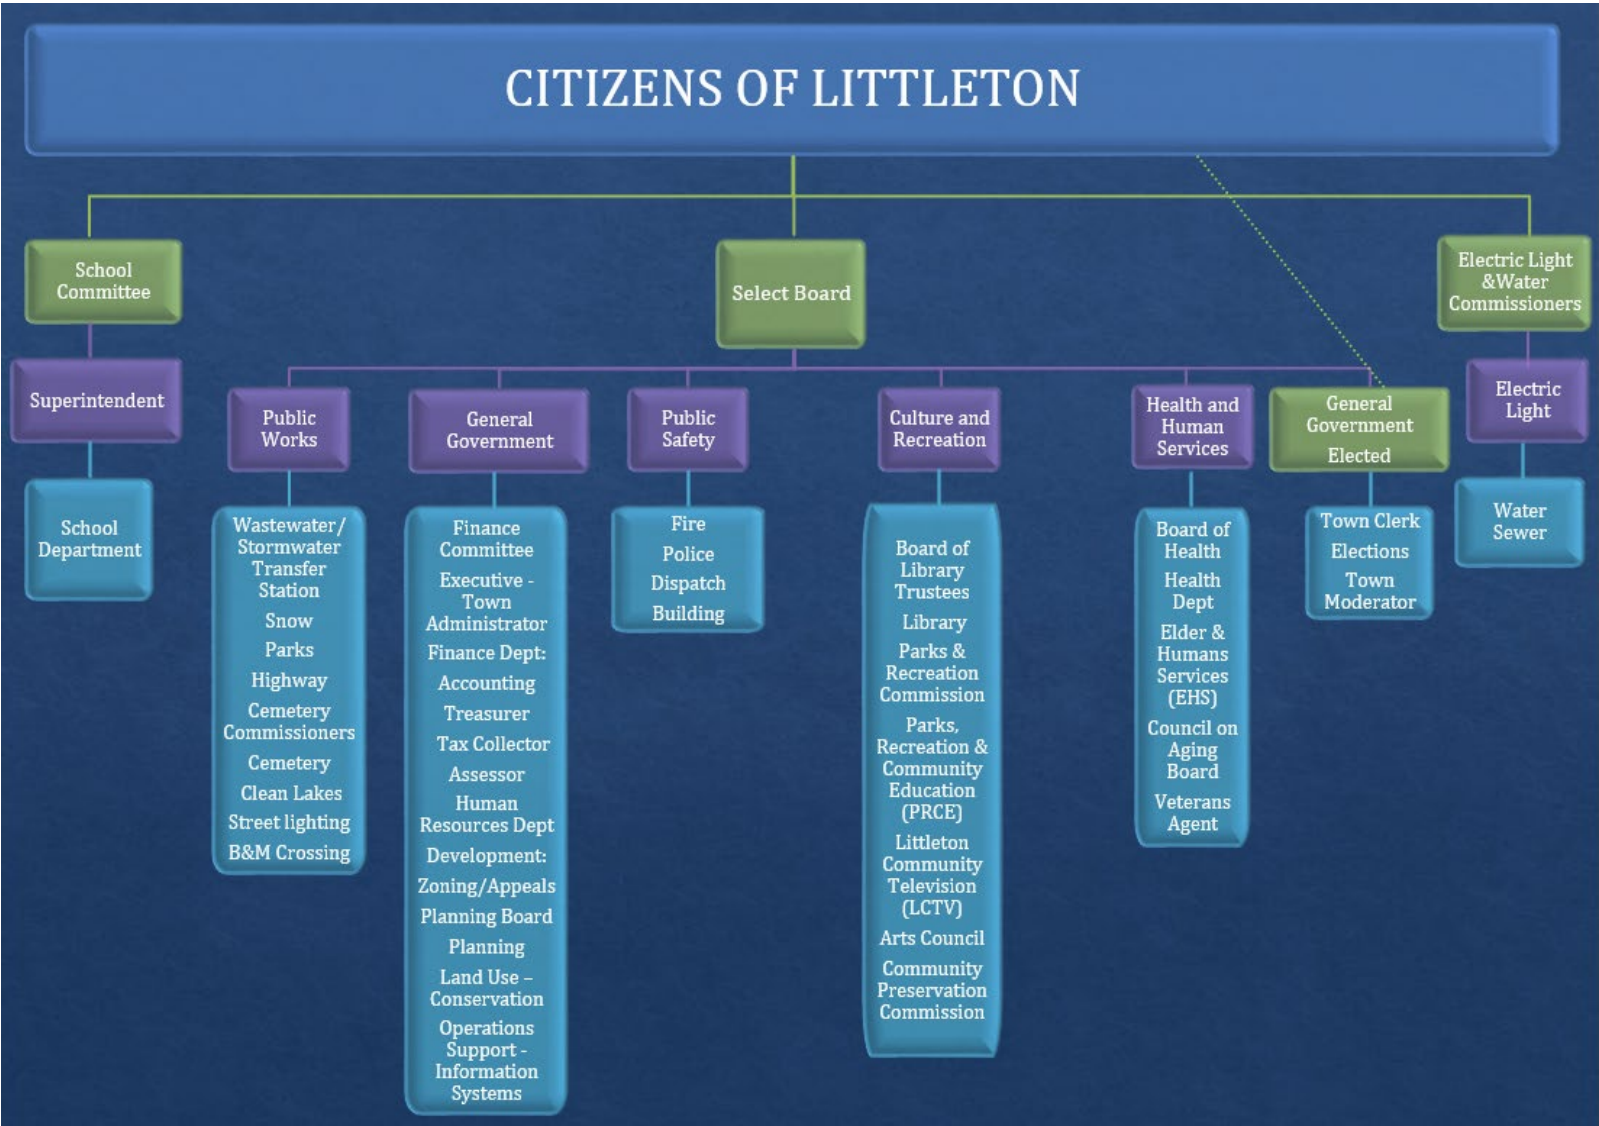 CITIZENS OF LITTLETON
School
Committee
Select Board
Electric Light
&Water
Commissioners
Superintendent
Public
Works
General
Government
Public
Safety
Culture and
Recreation
Health and
Human
Services
General
Government
Elected
Electric
Light
School
Department
Wastewater/
Stormwater
Transfer
Station
Snow
Parks
Highway
Cemetery
Commissioners
Cemetery
Clean Lakes
Street lighting
B&M Crossing
Finance
Committee
Executive -
Town
Administrator
Finance Dept:
Accounting
Treasurer
Tax Collector
Assessor
Human
Resources Dept
Development:
Zoning/Appeals
Planning Board
Planning
Land Use –
Conservation
Operations
Support -
Information
Systems
Fire
Police
Dispatch
Building
Board of
Library
Trustees
Library
Parks &
Recreation
Commission
Parks,
Recreation &
Community
Education
(PRCE)
Littleton
Community
Television
(LCTV)
Arts Council
Community
Preservation
Commission
Board of
Health
Health
Dept
Elder &
Humans
Services
(EHS)
Council on
Aging
Board
Veterans
Agent
Town Clerk
Elections
Town
Moderator
Water
Sewer